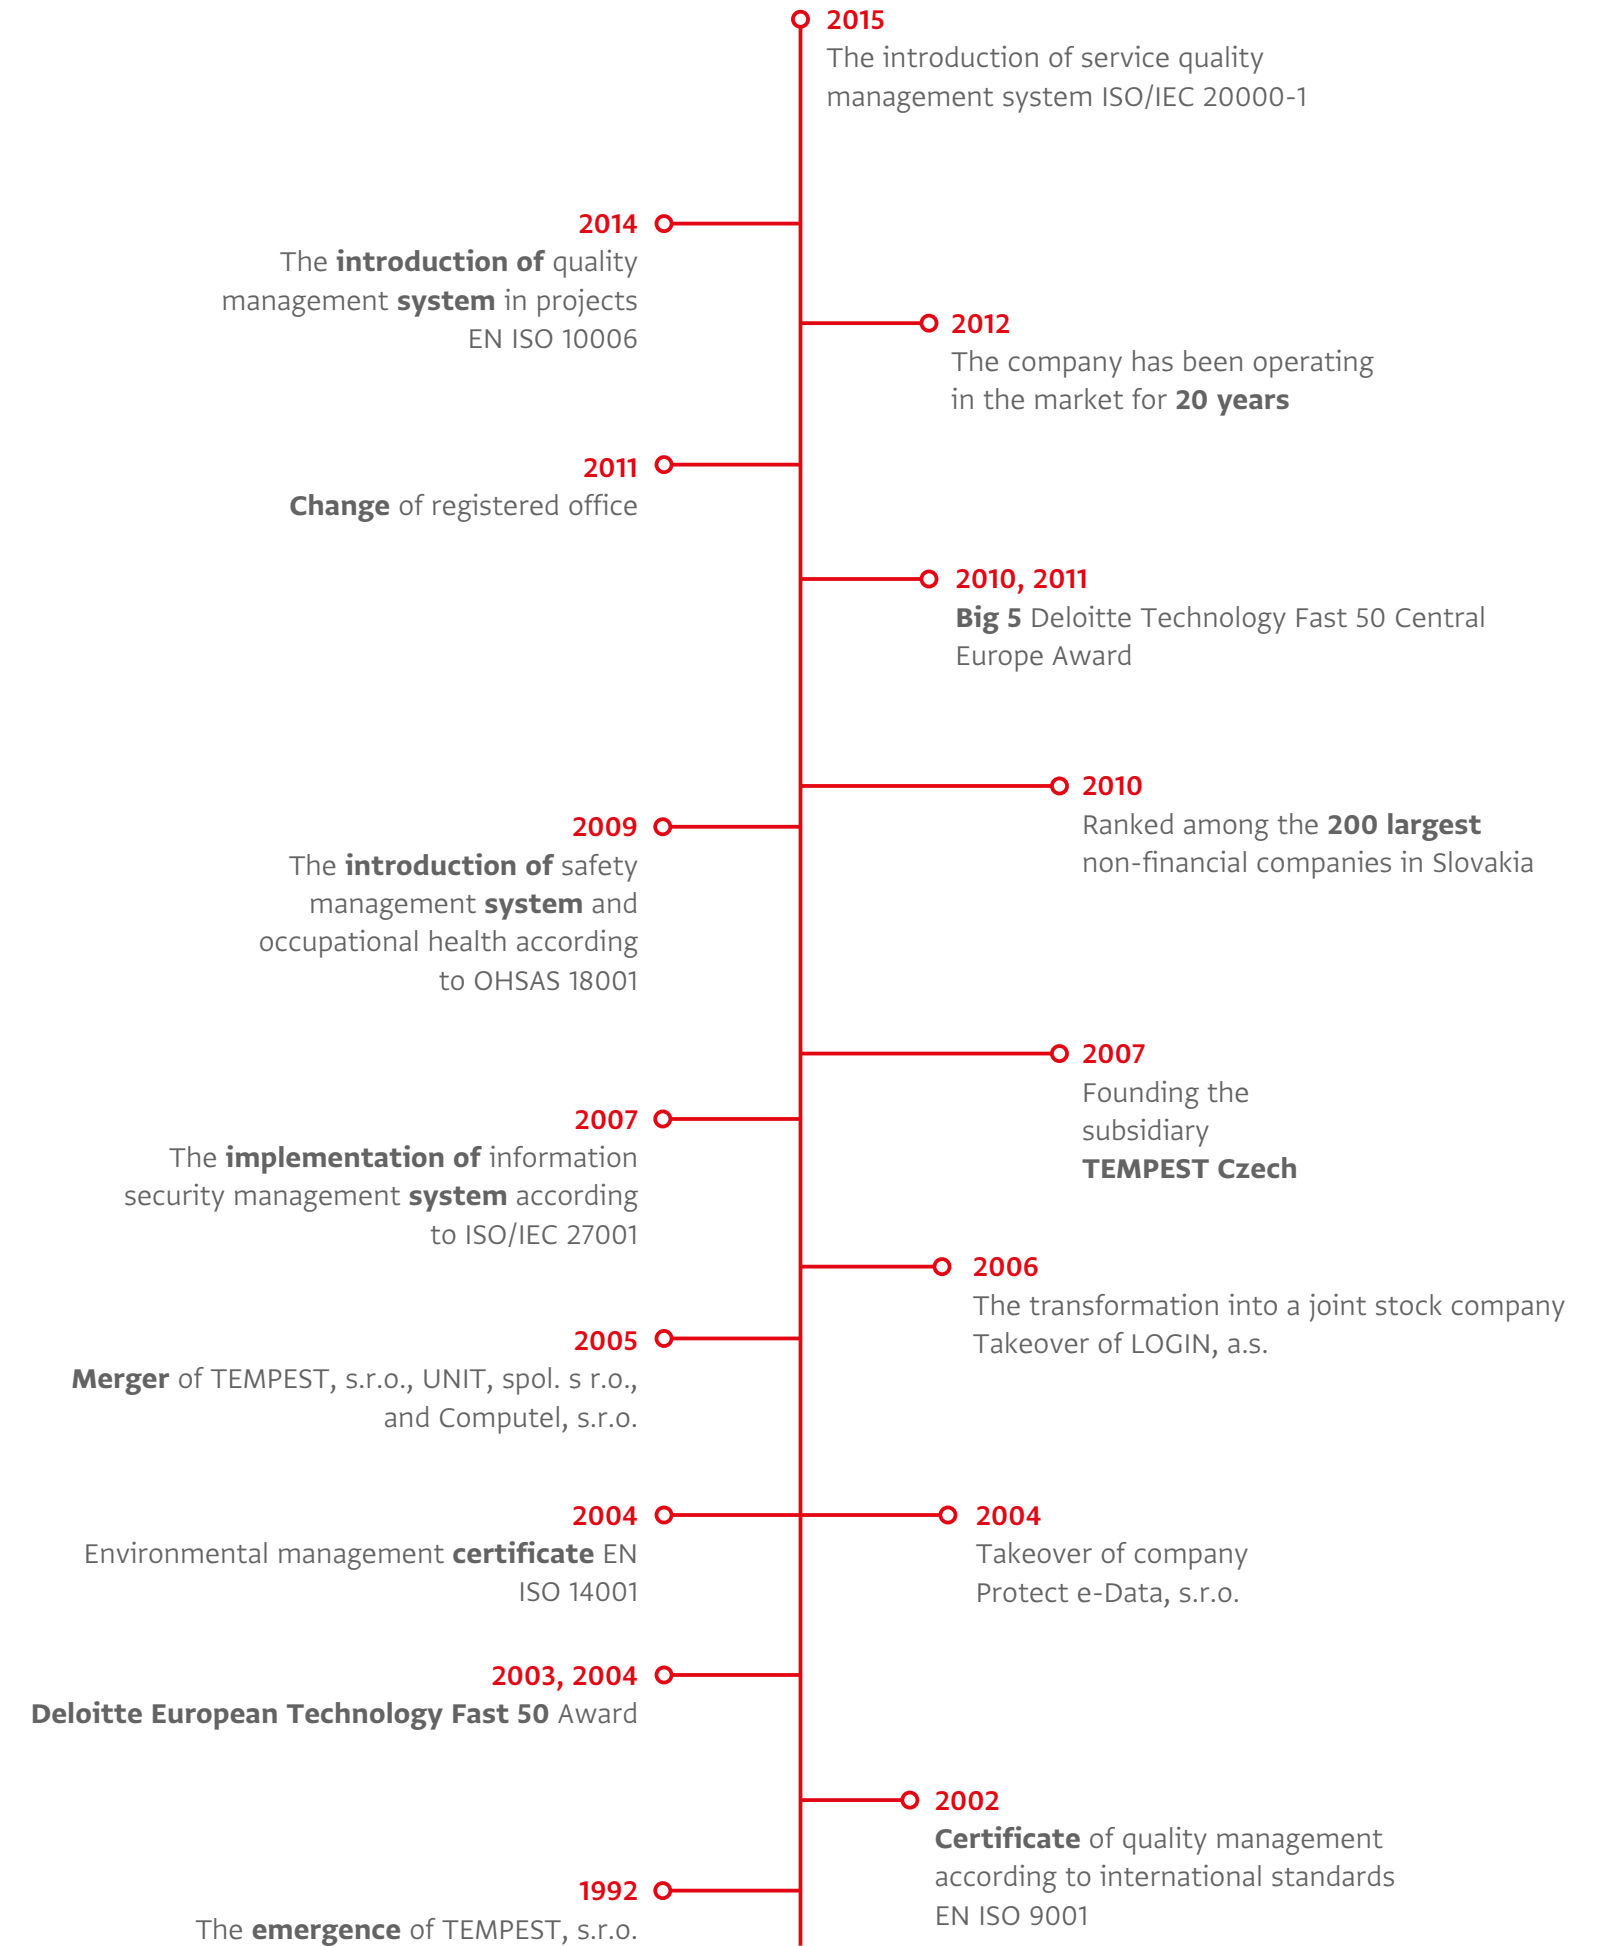 2015
The introduction of service quality
management system ISO/IEC 20000-1
2014
The introduction of quality
management system in projects
EN ISO 10006
2012
The company has been operating
in the market for 20 years
2011
Change of registered office
2010, 2011
Big 5 Deloitte Technology Fast 50 Central
Europe Award
2010
Ranked among the 200 largest
non-financial companies in Slovakia
2009
The introduction of safety
management system and
occupational health according
to OHSAS 18001
2007
Founding the
subsidiary
TEMPEST Czech
2007
The implementation of information
security management system according
to ISO/IEC 27001
2006
The transformation into a joint stock company
Takeover of LOGIN, a.s.
2005
Merger of TEMPEST, s.r.o., UNIT, spol. s r.o.,
and Computel, s.r.o.
2004
Environmental management certificate EN
ISO 14001
2004
Takeover of company
Protect e-Data, s.r.o.
2003, 2004
Deloitte European Technology Fast 50 Award
2002
Certificate of quality management
according to international standards
EN ISO 9001
1992
The emergence of TEMPEST, s.r.o.